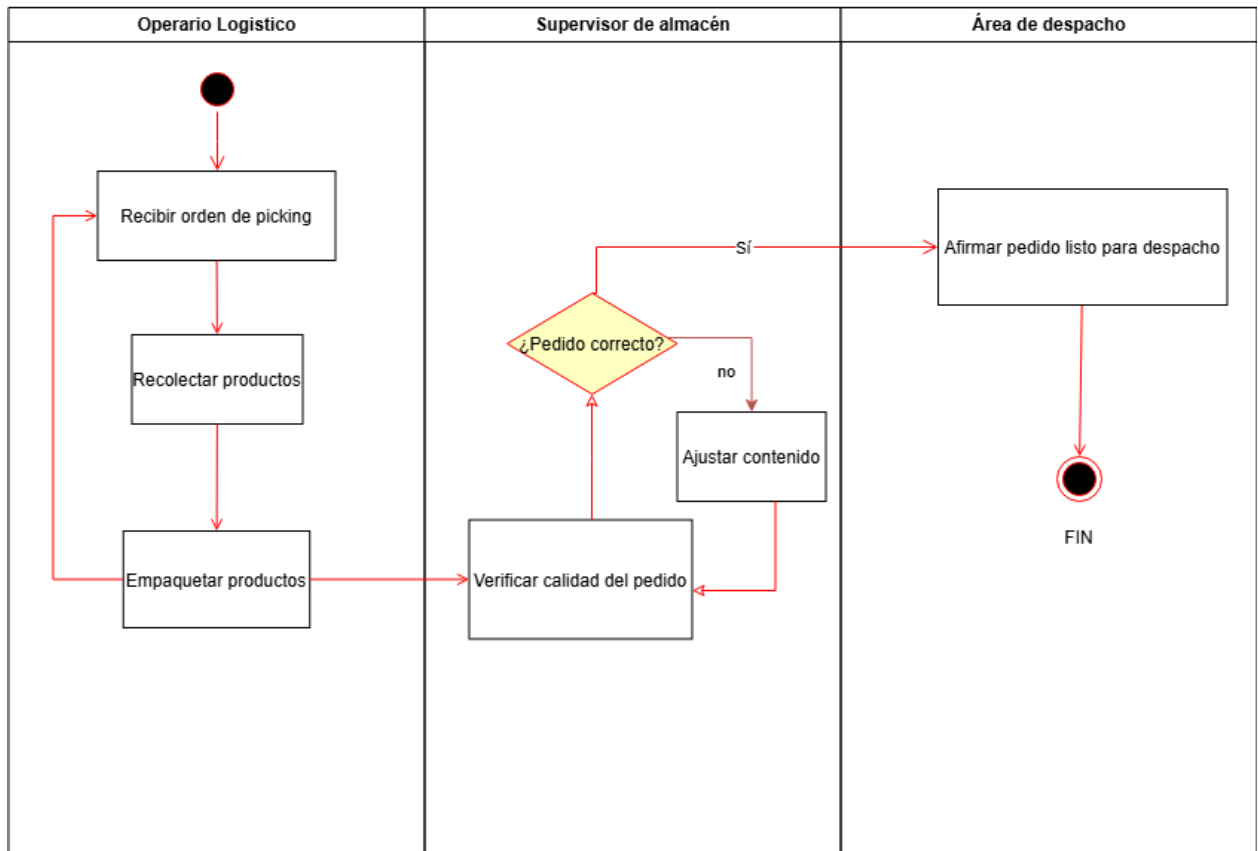 Operario Logistico
Supervisor de almacén
Área de despacho
Recibir orden de picking
Recolectar productos
Empaquetar productos
Verificar calidad del pedido
¿Pedido correcto?
Sí
no
Ajustar contenido
Afirmar pedido listo para despacho
FIN